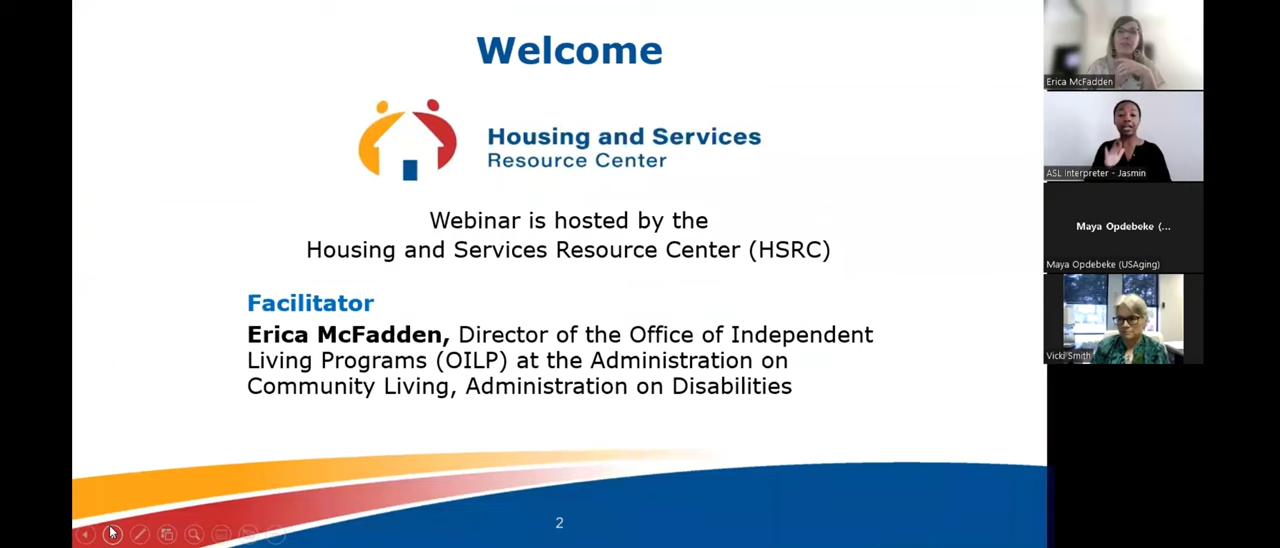 Welcome
Housing and Services
Resource Center
Webinar is hosted by the
Housing and Services Resource Center (HSRC)
Facilitator
Erica McFadden, Director of the Office of Independent
Living Programs (OILP) at the Administration on
Community Living, Administration on Disabilities
2
Erica McFadden
ASL Interpreter - Jasmin
Maya Opdebeke (...
Maya Opdebeke (USAging)
Vicki Smith